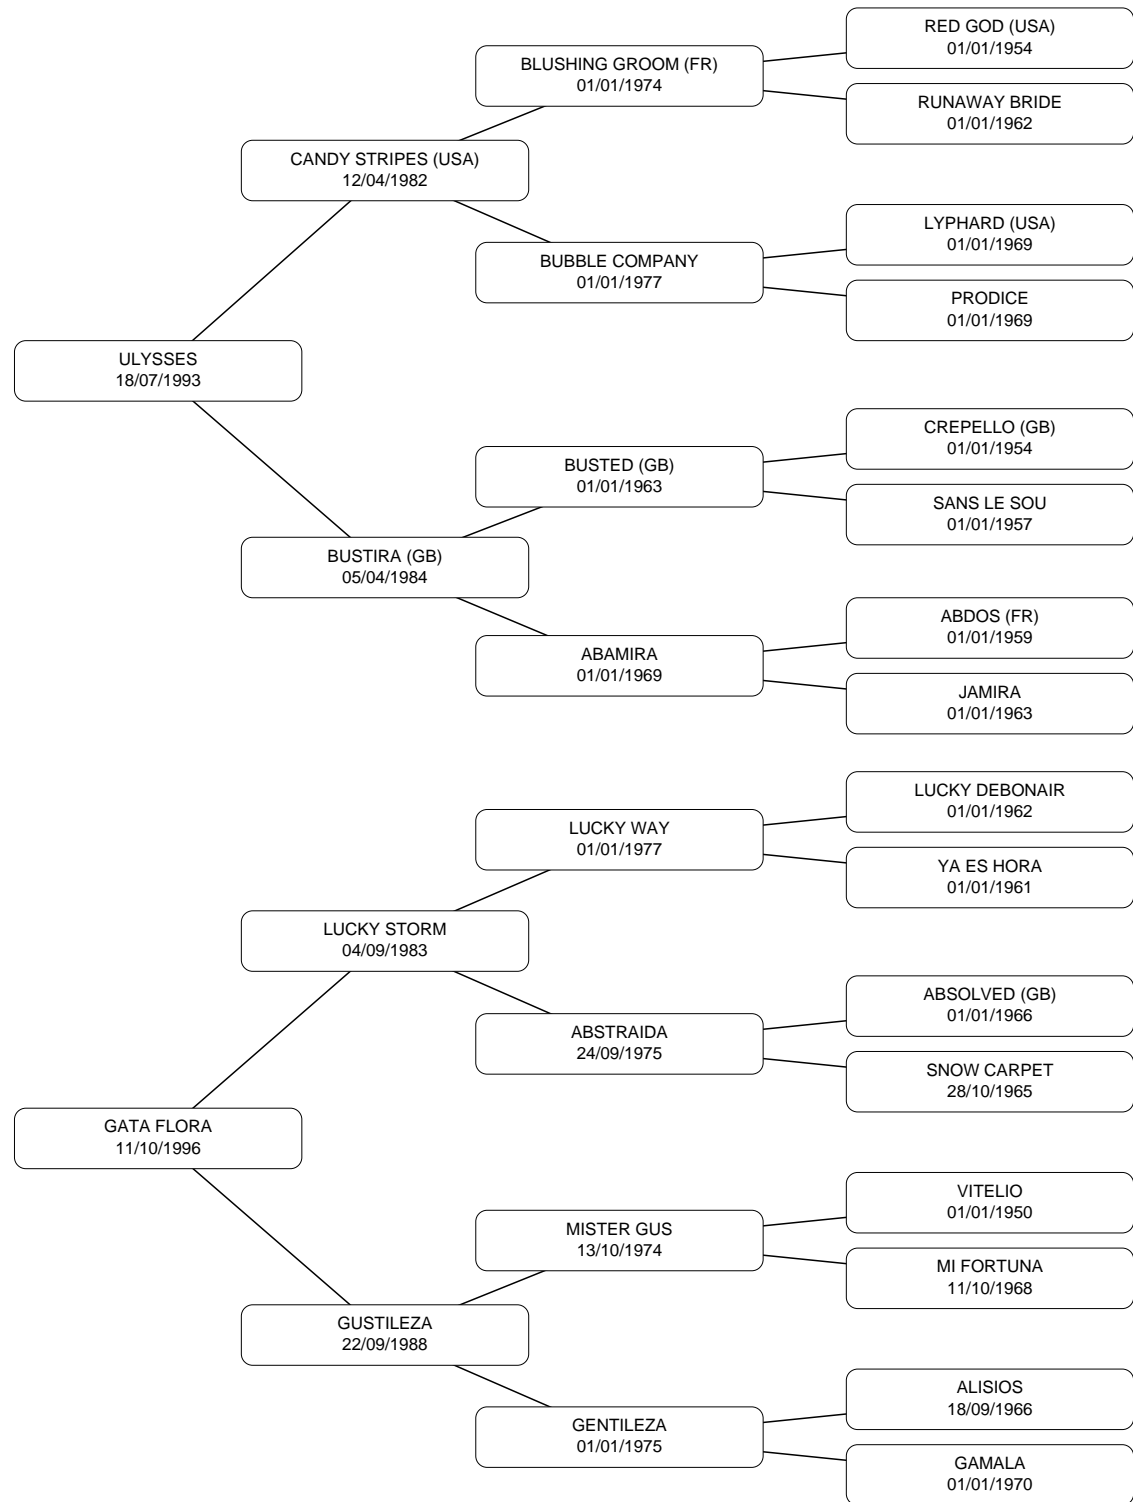 RED GOD (USA)
01/01/1954
BLUSHING GROOM (FR)
01/01/1974
RUNAWAY BRIDE
01/01/1962
CANDY STRIPES (USA)
12/04/1982
LYPHARD (USA)
01/01/1969
BUBBLE COMPANY
01/01/1977
PRODICE
01/01/1969
ULYSSES
18/07/1993
CREPELLO (GB)
01/01/1954
BUSTED (GB)
01/01/1963
SANS LE SOU
01/01/1957
BUSTIRA (GB)
05/04/1984
ABDOS (FR)
01/01/1959
ABAMIRA
01/01/1969
JAMIRA
01/01/1963
LUCKY DEBONAIR
01/01/1962
LUCKY WAY
01/01/1977
YA ES HORA
01/01/1961
LUCKY STORM
04/09/1983
ABSOLVED (GB)
01/01/1966
ABSTRAIDA
24/09/1975
SNOW CARPET
28/10/1965
GATA FLORA
11/10/1996
VITELIO
01/01/1950
MISTER GUS
13/10/1974
MI FORTUNA
11/10/1968
GUSTILEZA
22/09/1988
ALISIOS
18/09/1966
GENTILEZA
01/01/1975
GAMALA
01/01/1970